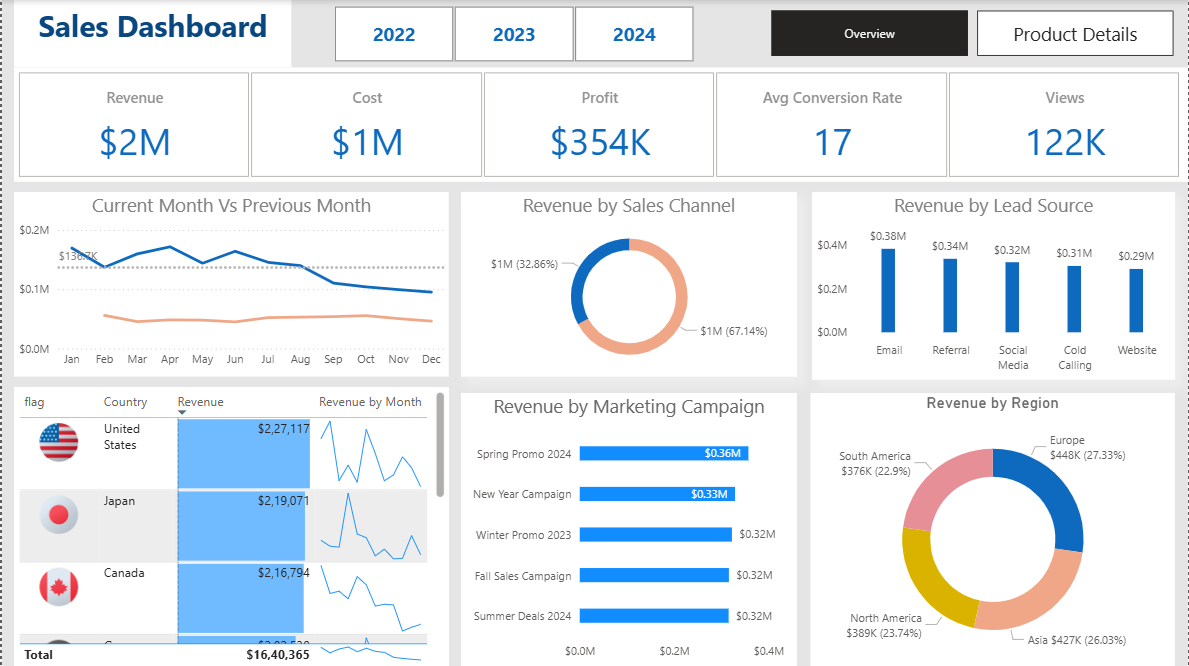 Sales Dashboard
2022
2023
2024
Overview
Product Details
Revenue
$2M
Cost
$1M
Profit
$354K
Avg Conversion Rate
17
Views
122K
Current Month Vs Previous Month
$0.2M
$0.1M
$0.0M
Jan Feb Mar Apr May Jun Jul Aug Sep Oct Nov Dec
Revenue by Sales Channel
$1M (32.86%)
$1M (67.14%)
Revenue by Lead Source
$0.4M
$0.2M
$0.0M
$0.38M
$0.34M
$0.32M
$0.31M
$0.29M
Email
Referral
Social
Media
Cold
Calling
Website
flag Country Revenue Revenue by Month
United
States
$2,27,117
Japan $2,19,071
Canada $2,16,794
Total $16,40,365
Revenue by Marketing Campaign
Spring Promo 2024 $0.36M
New Year Campaign $0.33M
Winter Promo 2023 $0.32M
Fall Sales Campaign $0.32M
Summer Deals 2024 $0.32M
$0.0M $0.2M $0.4M
Revenue by Region
Europe
$448K (27.33%)
South America
$376K (22.9%)
North America
$389K (23.74%)
Asia $427K (26.03%)